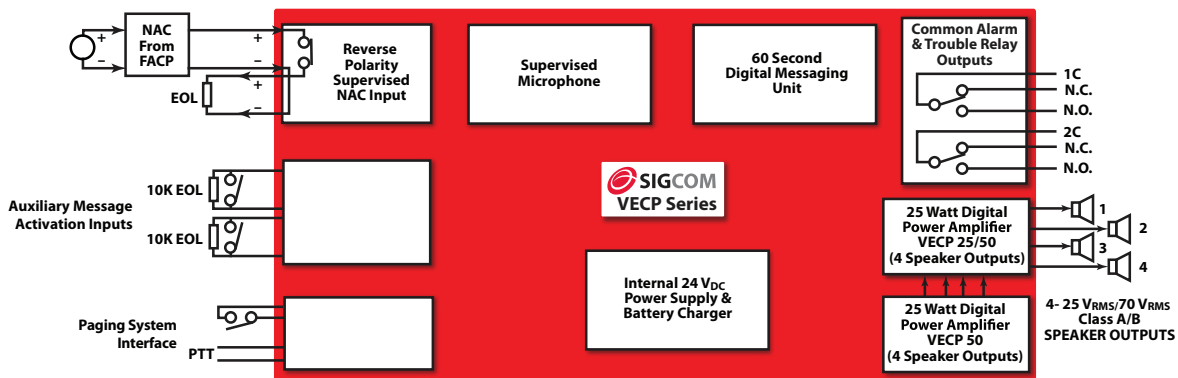 NAC
From
FACP
+
–
+
–
+
–
+
–
EOL
Reverse
Polarity
Supervised
NAC Input
Supervised
Microphone
60 Second
Digital Messaging
Unit
Common Alarm
& Trouble Relay
Outputs
1C
N.C.
N.O.
2C
N.C.
N.O.
Auxiliary Message
Activation Inputs
10K EOL
10K EOL
SIGCOM
VECP Series
25 Watt Digital
Power Amplifier
VECP 25/50
(4 Speaker Outputs)
1
2
3
4
Internal 24 VDC
Power Supply &
Battery Charger
Paging System
Interface
PTT
25 Watt Digital
Power Amplifier
VECP 50
(4 Speaker Outputs)
4- 25 VRMS/70 VRMS
Class A/B
SPEAKER OUTPUTS